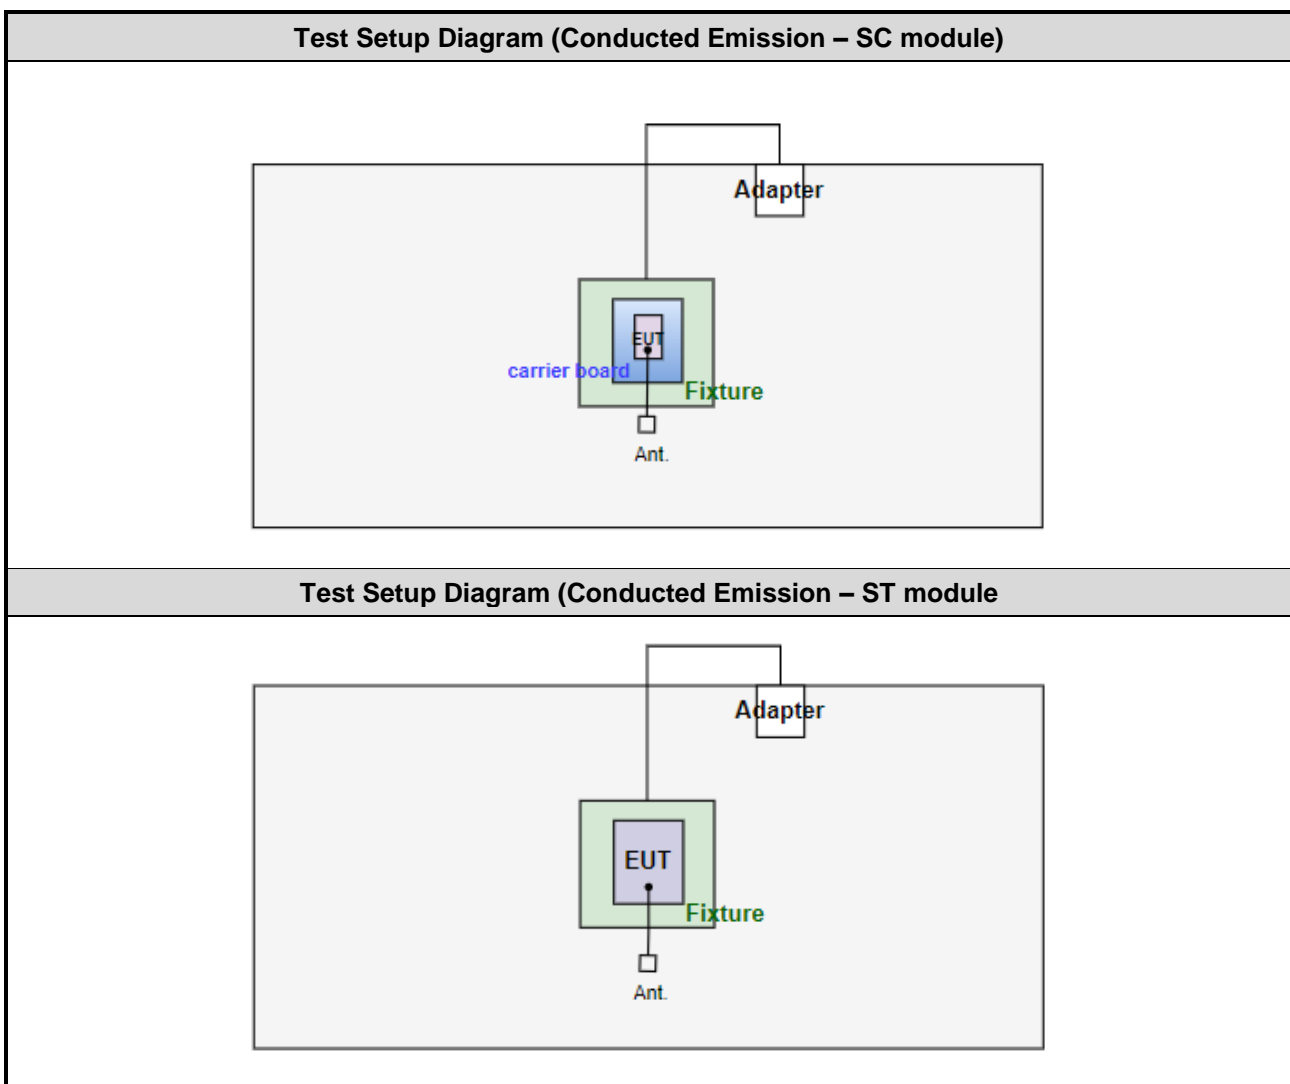 Test Setup Diagram (Conducted Emission – SC module)
Adapter
EUT
carrier board
Fixture
Ant.
Test Setup Diagram (Conducted Emission – ST module
Adapter
EUT
Fixture
Ant.